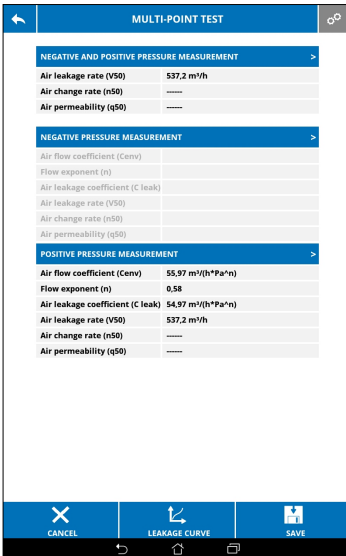 MULTI-POINT TEST
NEGATIVE AND POSITIVE PRESSURE MEASUREMENT >
Air leakage rate (V50) 537,2 m³/h
Air change rate (n50) ------
Air permeability (q50) ------
NEGATIVE PRESSURE MEASUREMENT >
Air flow coefficient (Cenv)
Flow exponent (n)
Air leakage coefficient (C leak)
Air leakage rate (V50)
Air change rate (n50)
Air permeability (q50)
POSITIVE PRESSURE MEASUREMENT >
Air flow coefficient (Cenv) 55,97 m³/(h*Pa^n)
Flow exponent (n) 0,58
Air leakage coefficient (C leak) 54,97 m³/(h*Pa^n)
Air leakage rate (V50) 537,2 m³/h
Air change rate (n50) ------
Air permeability (q50) ------
CANCEL LEAKAGE CURVE SAVE